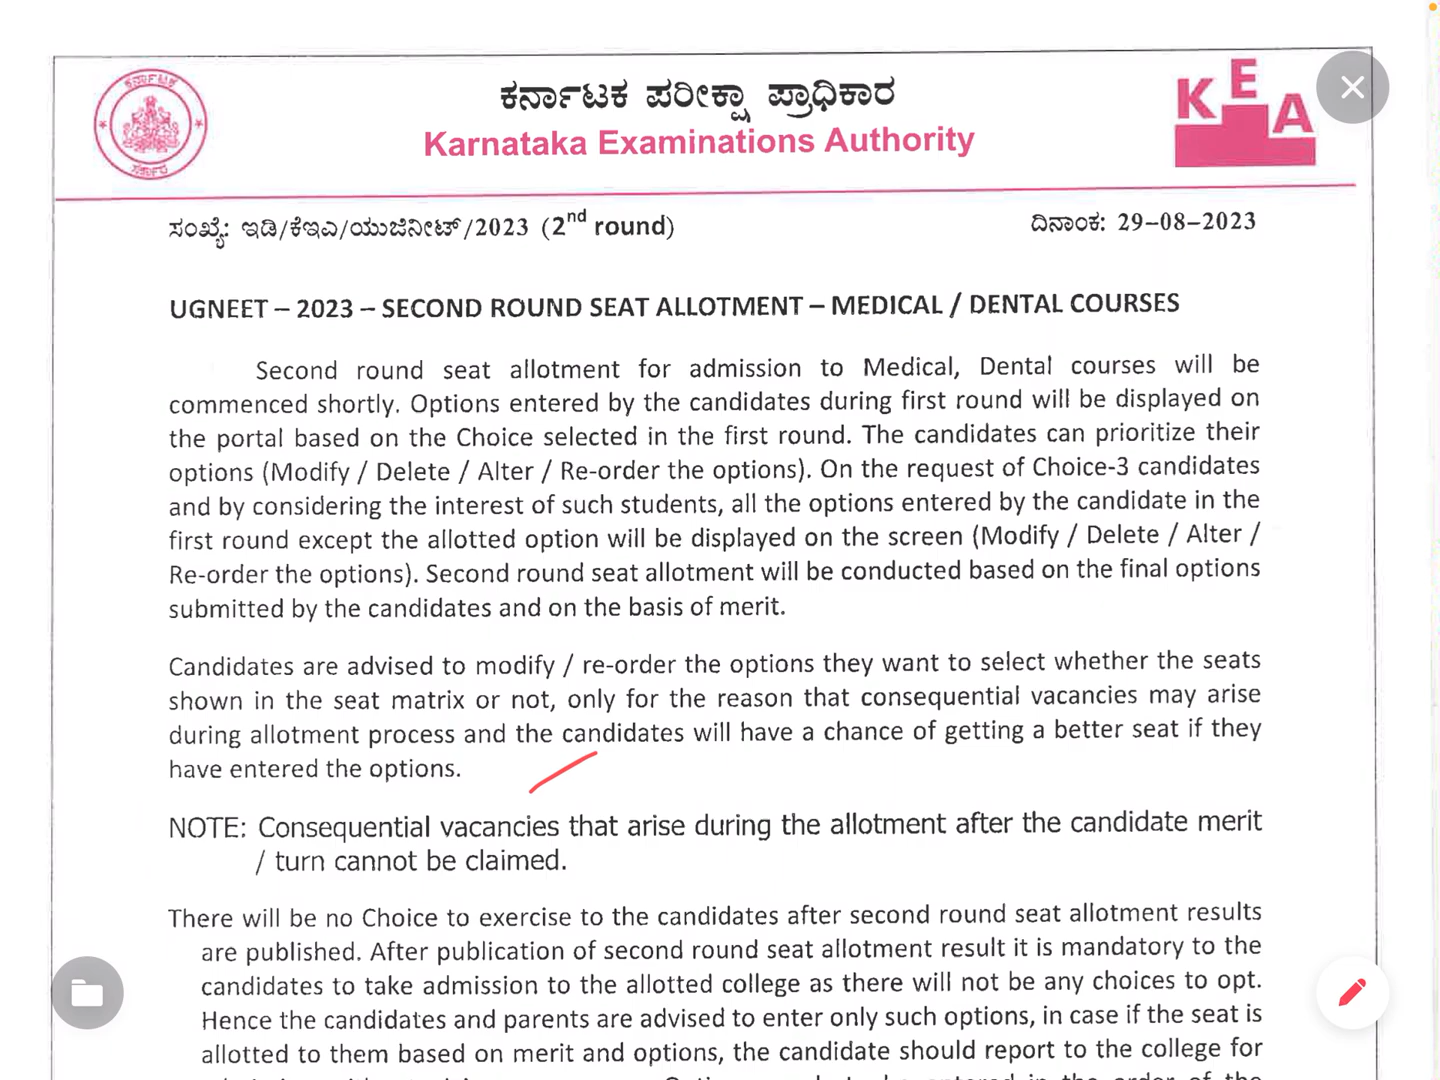 ಕರ್ನಾಟಕ ಪರೀಕ್ಷಾ ಪ್ರಾಧಿಕಾರ
Karnataka Examinations Authority
KEA
ಕರ್ನಾಟಕ
ಸರ್ಕಾರ
ಸಂಖ್ಯೆ: ಇಡಿ/ಕೆಇಎ/ಯುಜಿನೀಟ್/2023 (2nd round)
ದಿನಾಂಕ: 29-08-2023
UGNEET – 2023 – SECOND ROUND SEAT ALLOTMENT – MEDICAL / DENTAL COURSES
Second round seat allotment for admission to Medical, Dental courses will be
commenced shortly. Options entered by the candidates during first round will be displayed on
the portal based on the Choice selected in the first round. The candidates can prioritize their
options (Modify / Delete / Alter / Re-order the options). On the request of Choice-3 candidates
and by considering the interest of such students, all the options entered by the candidate in the
first round except the allotted option will be displayed on the screen (Modify / Delete / Alter /
Re-order the options). Second round seat allotment will be conducted based on the final options
submitted by the candidates and on the basis of merit.
Candidates are advised to modify / re-order the options they want to select whether the seats
shown in the seat matrix or not, only for the reason that consequential vacancies may arise
during allotment process and the candidates will have a chance of getting a better seat if they
have entered the options.
NOTE: Consequential vacancies that arise during the allotment after the candidate merit
/ turn cannot be claimed.
There will be no Choice to exercise to the candidates after second round seat allotment results
are published. After publication of second round seat allotment result it is mandatory to the
candidates to take admission to the allotted college as there will not be any choices to opt.
Hence the candidates and parents are advised to enter only such options, in case if the seat is
allotted to them based on merit and options, the candidate should report to the college for